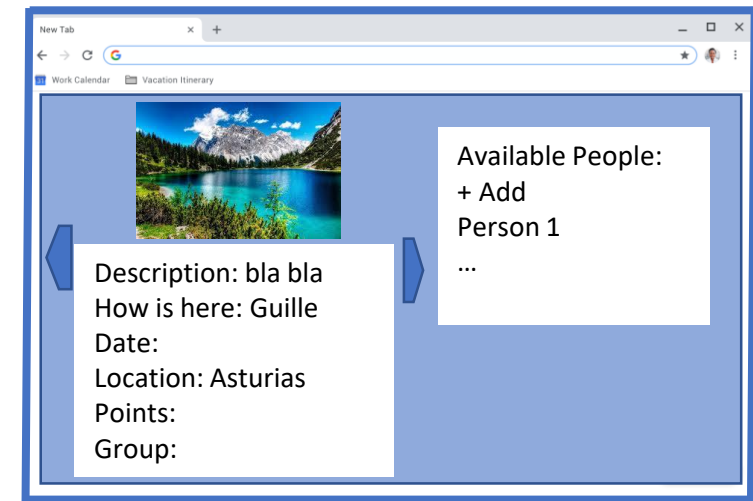 New Tab
Work Calendar
Vacation Itinerary
Description: bla bla
How is here: Guille
Date:
Location: Asturias
Points:
Group:
Available People:
+ Add
Person 1
...